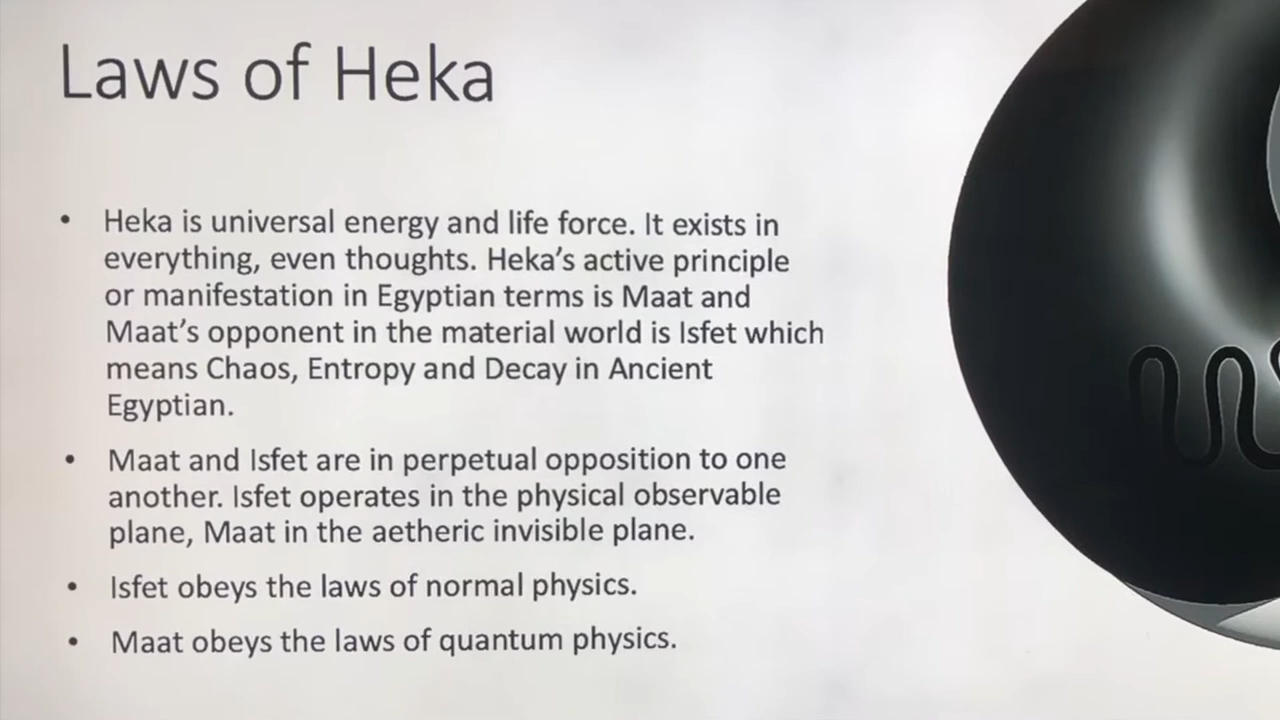 Laws of Heka
• Heka is universal energy and life force. It exists in
everything, even thoughts. Heka's active principle
or manifestation in Egyptian terms is Maat and
Maat's opponent in the material world is Isfet which
means Chaos, Entropy and Decay in Ancient
Egyptian.
• Maat and Isfet are in perpetual opposition to one
another. Isfet operates in the physical observable
plane, Maat in the aetheric invisible plane.
• Isfet obeys the laws of normal physics.
• Maat obeys the laws of quantum physics.